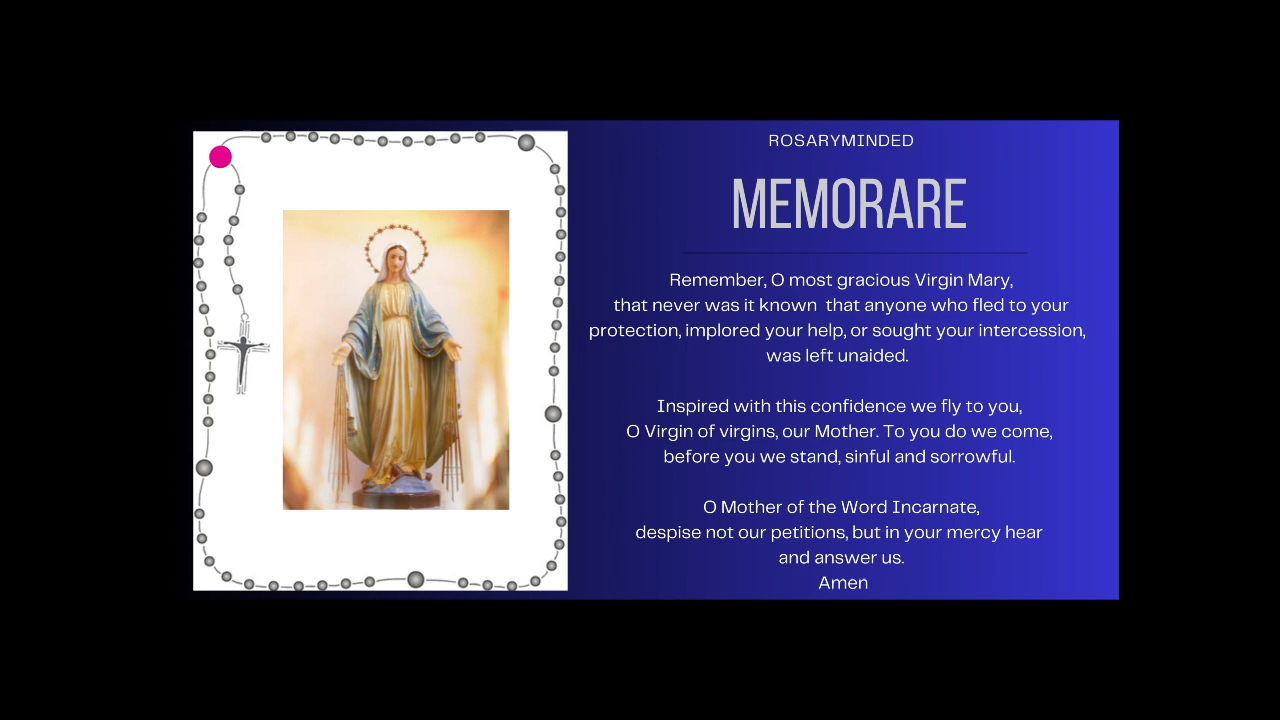 ROSARYMINDED
MEMORARE
Remember, O most gracious Virgin Mary,
that never was it known  that anyone who fled to your
protection, implored your help, or sought your intercession,
was left unaided.
Inspired with this confidence we fly to you,
O Virgin of virgins, our Mother. To you do we come,
before you we stand, sinful and sorrowful.
O Mother of the Word Incarnate,
despise not our petitions, but in your mercy hear
and answer us.
Amen